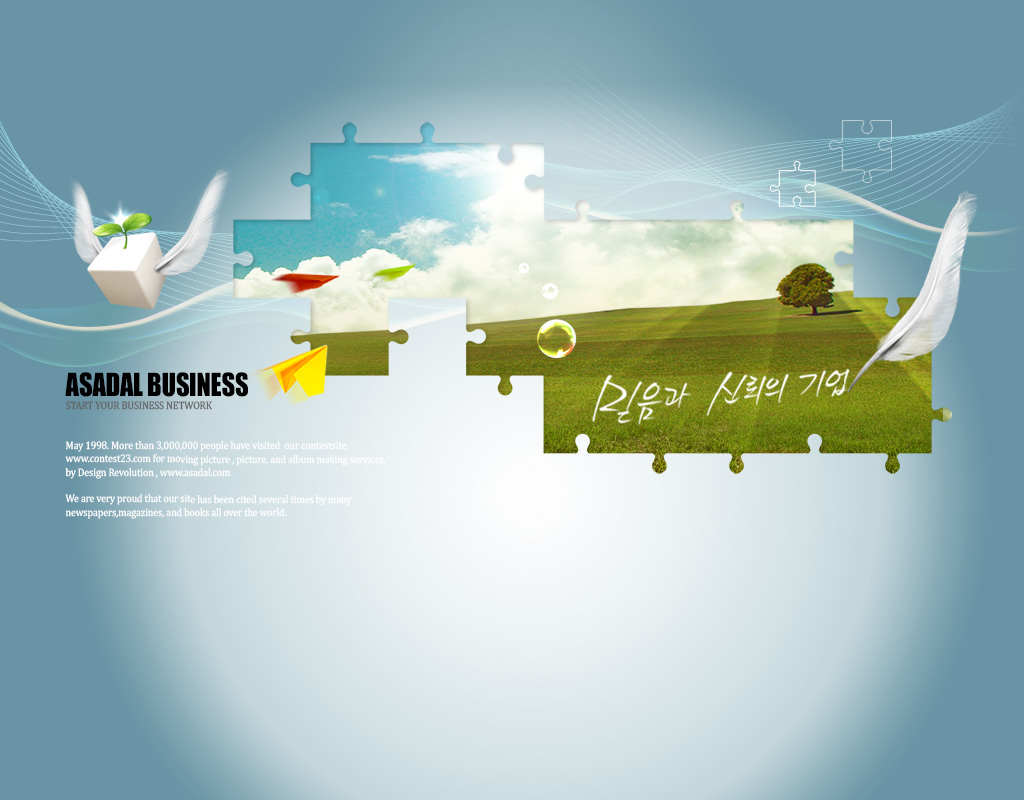 믿음과 신뢰의 기업
ASADAL BUSINESS
START YOUR BUSINESS NETWORK
May 1998. More than 3,000,000 people have visited our contestsite,
www.contest23.com for moving picture , picture, and album making services.
by Design Revolution , www.asadal.com
We are very proud that our site has been cited several times by many
newspapers,magazines, and books all over the world.